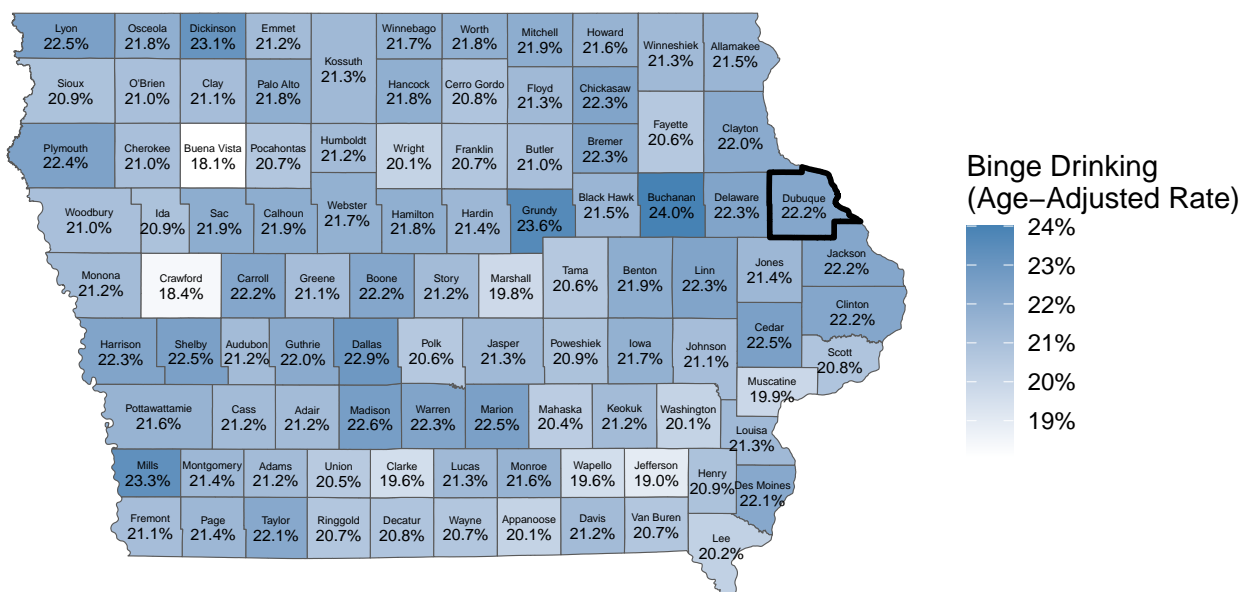 Lyon
22.5%
Osceola
21.8%
Dickinson
23.1%
Emmet
21.2%
Kossuth
21.3%
Winnebago
21.7%
Worth
21.8%
Mitchell
21.9%
Howard
21.6%
Winneshiek
21.3%
Allamakee
21.5%
Sioux
20.9%
O'Brien
21.0%
Clay
21.1%
Palo Alto
21.8%
Hancock
21.8%
Cerro Gordo
20.8%
Floyd
21.3%
Chickasaw
22.3%
Fayette
20.6%
Clayton
22.0%
Plymouth
22.4%
Cherokee
21.0%
Buena Vista
18.1%
Pocahontas
20.7%
Humboldt
21.2%
Wright
20.1%
Franklin
20.7%
Butler
21.0%
Bremer
22.3%
Woodbury
21.0%
Ida
20.9%
Sac
21.9%
Calhoun
21.9%
Webster
21.7%
Hamilton
21.8%
Hardin
21.4%
Grundy
23.6%
Black Hawk
21.5%
Buchanan
24.0%
Delaware
22.3%
Dubuque
22.2%
Monona
21.2%
Crawford
18.4%
Carroll
22.2%
Greene
21.1%
Boone
22.2%
Story
21.2%
Marshall
19.8%
Tama
20.6%
Benton
21.9%
Linn
22.3%
Jones
21.4%
Jackson
22.2%
Clinton
22.2%
Harrison
22.3%
Shelby
22.5%
Audubon
21.2%
Guthrie
22.0%
Dallas
22.9%
Polk
20.6%
Jasper
21.3%
Poweshiek
20.9%
Iowa
21.7%
Johnson
21.1%
Cedar
22.5%
Scott
20.8%
Muscatine
19.9%
Pottawattamie
21.6%
Cass
21.2%
Adair
21.2%
Madison
22.6%
Warren
22.3%
Marion
22.5%
Mahaska
20.4%
Keokuk
21.2%
Washington
20.1%
Louisa
21.3%
Mills
23.3%
Montgomery
21.4%
Adams
21.2%
Union
20.5%
Clarke
19.6%
Lucas
21.3%
Monroe
21.6%
Wapello
19.6%
Jefferson
19.0%
Henry
20.9%
Des Moines
22.1%
Fremont
21.1%
Page
21.4%
Taylor
22.1%
Ringgold
20.7%
Decatur
20.8%
Wayne
20.7%
Appanoose
20.1%
Davis
21.2%
Van Buren
20.7%
Lee
20.2%
Binge Drinking
(Age−Adjusted Rate)
24%
23%
22%
21%
20%
19%